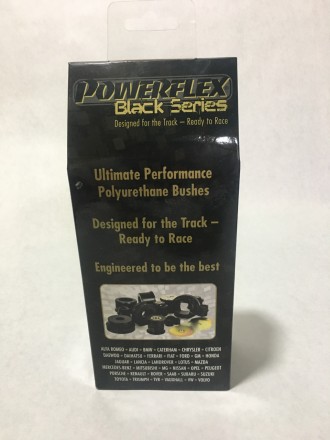 POWERFLEX
Black Series
Designed for the Track – Ready to Race
Ultimate Performance
Polyurethane Bushes
Designed for the Track –
Ready to Race
Engineered to be the best
ALFA ROMEO • AUDI • BMW • CATERHAM • CHRYSLER • CITROEN
DAEWOO • DAIHATSU • FERRARI • FIAT • FORD • GM • HONDA
JAGUAR • LANCIA • LANDROVER • LOTUS • MAZDA
MERCEDES-BENZ • MITSUBISHI • MG • NISSAN • OPEL • PEUGEOT
PORSCHE • RENAULT • ROVER • SAAB • SUBARU • SUZUKI
TOYOTA • TRIUMPH • TVR • VAUXHALL • VW • VOLVO